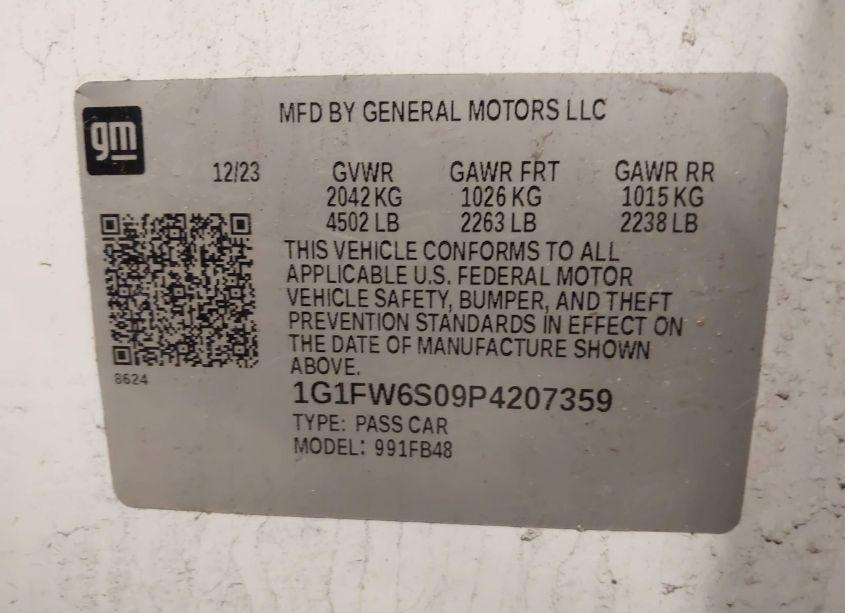 MFD BY GENERAL MOTORS LLC
gm
12/23 GVWR GAWR FRT GAWR RR
2042 KG 1026 KG 1015 KG
4502 LB 2263 LB 2238 LB
THIS VEHICLE CONFORMS TO ALL
APPLICABLE U.S. FEDERAL MOTOR
VEHICLE SAFETY, BUMPER, AND THEFT
PREVENTION STANDARDS IN EFFECT ON
THE DATE OF MANUFACTURE SHOWN
ABOVE.
8624
1G1FW6S09P4207359
TYPE: PASS CAR
MODEL: 991FB48